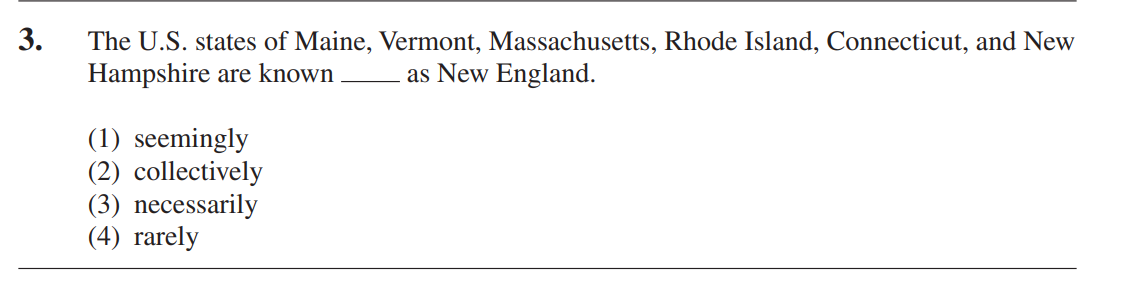 3. The U.S. states of Maine, Vermont, Massachusetts, Rhode Island, Connecticut, and New
Hampshire are known _____ as New England.
(1) seemingly
(2) collectively
(3) necessarily
(4) rarely